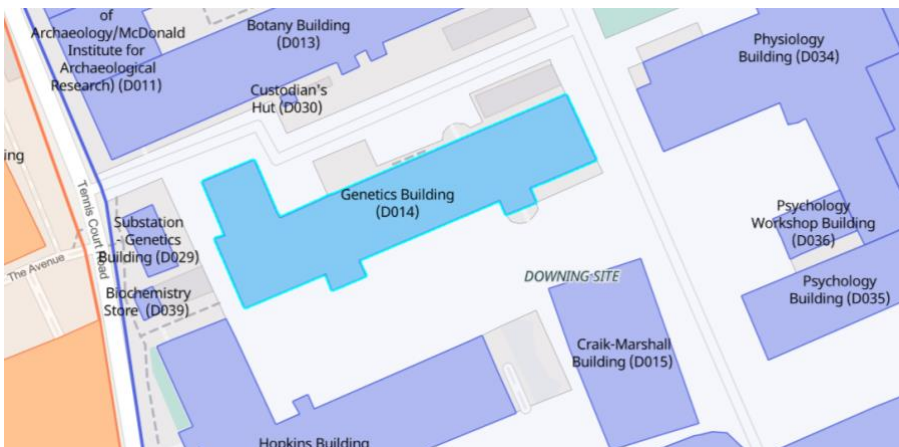 of
Archaeology/McDonald
Institute for
Archaeological
Research) (D011)
Botany Building
(D013)
Physiology
Building (D034)
Custodian's
Hut (D030)
ing
Tennis Court Road
Genetics Building
(D014)
Substation
- Genetics
Building (D029)
Psychology
Workshop Building
(D036)
The Avenue
DOWNING SITE
Biochemistry
Store (D039)
Psychology
Building (D035)
Craik-Marshall
Building (D015)
Hopkins Building